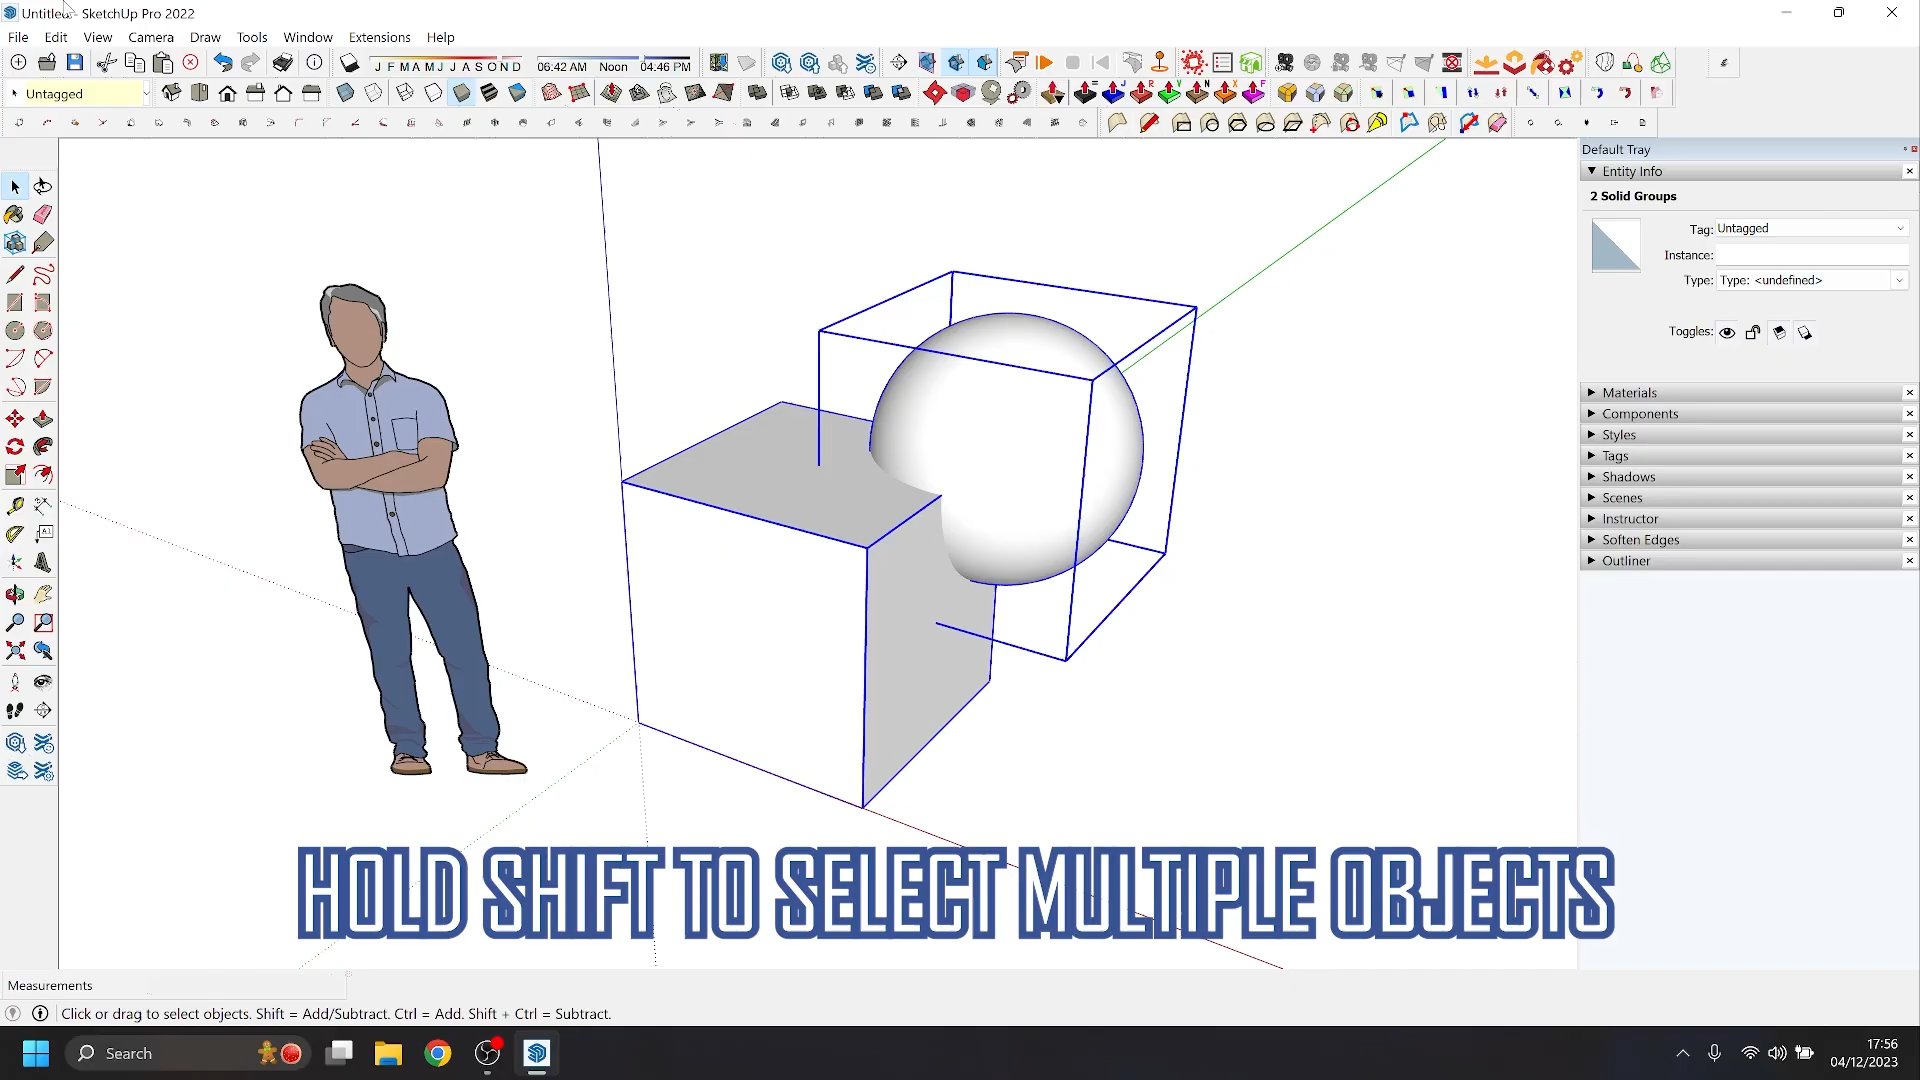 Untitled - SketchUp Pro 2022
File Edit View Camera Draw Tools Window Extensions Help
J F M A M J J A S O N D 06:42 AM Noon 04:46 PM
Untagged
Default Tray
Entity Info
2 Solid Groups
Tag: Untagged
Instance:
Type: Type: <undefined>
Toggles:
Materials
Components
Styles
Tags
Shadows
Scenes
Instructor
Soften Edges
Outliner
HOLD SHIFT TO SELECT MULTIPLE OBJECTS
Measurements
Click or drag to select objects. Shift = Add/Subtract. Ctrl = Add. Shift + Ctrl = Subtract.
Search
17:56
04/12/2023